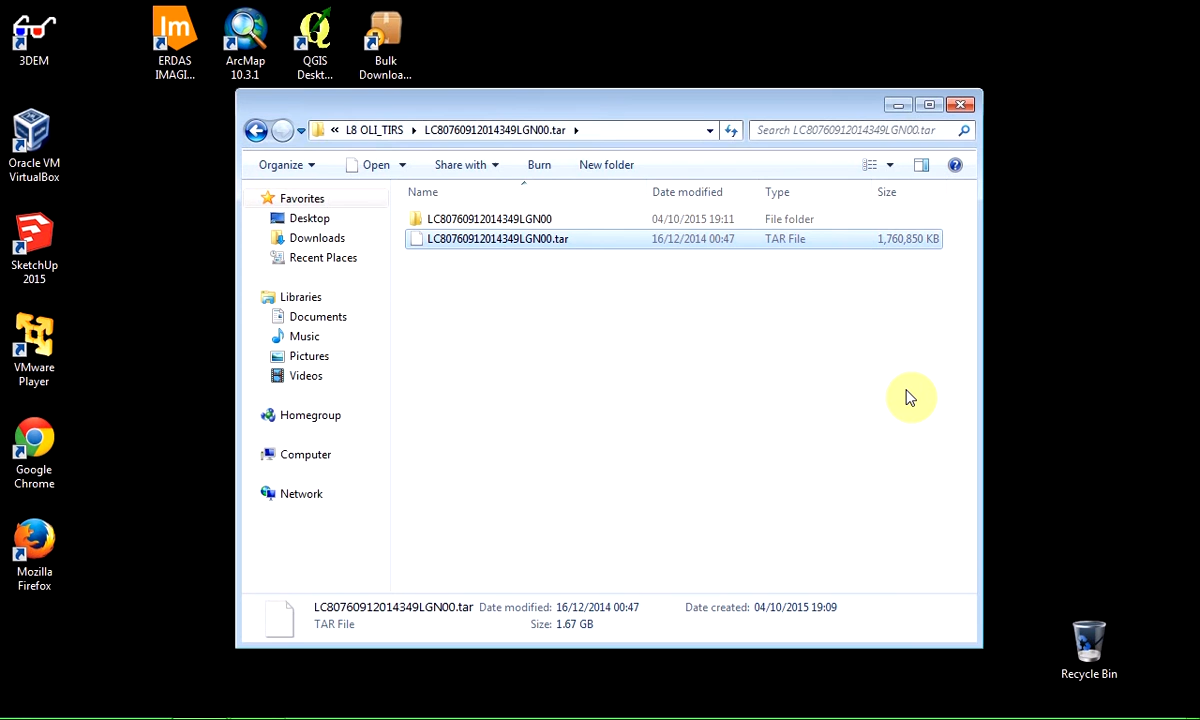 3DEM
ERDAS
IMAGI...
ArcMap
10.3.1
QGIS
Deskt...
Bulk
Downloa...
Oracle VM
VirtualBox
SketchUp
2015
VMware
Player
Google
Chrome
Mozilla
Firefox
Recycle Bin
« L8 OLI_TIRS LC80760912014349LGN00.tar
Search LC80760912014349LGN00.tar
Organize Open Share with Burn New folder
Name Date modified Type Size
LC80760912014349LGN00 04/10/2015 19:11 File folder
LC80760912014349LGN00.tar 16/12/2014 00:47 TAR File 1,760,850 KB
Favorites
Desktop
Downloads
Recent Places
Libraries
Documents
Music
Pictures
Videos
Homegroup
Computer
Network
LC80760912014349LGN00.tar Date modified: 16/12/2014 00:47 Date created: 04/10/2015 19:09
TAR File Size: 1.67 GB